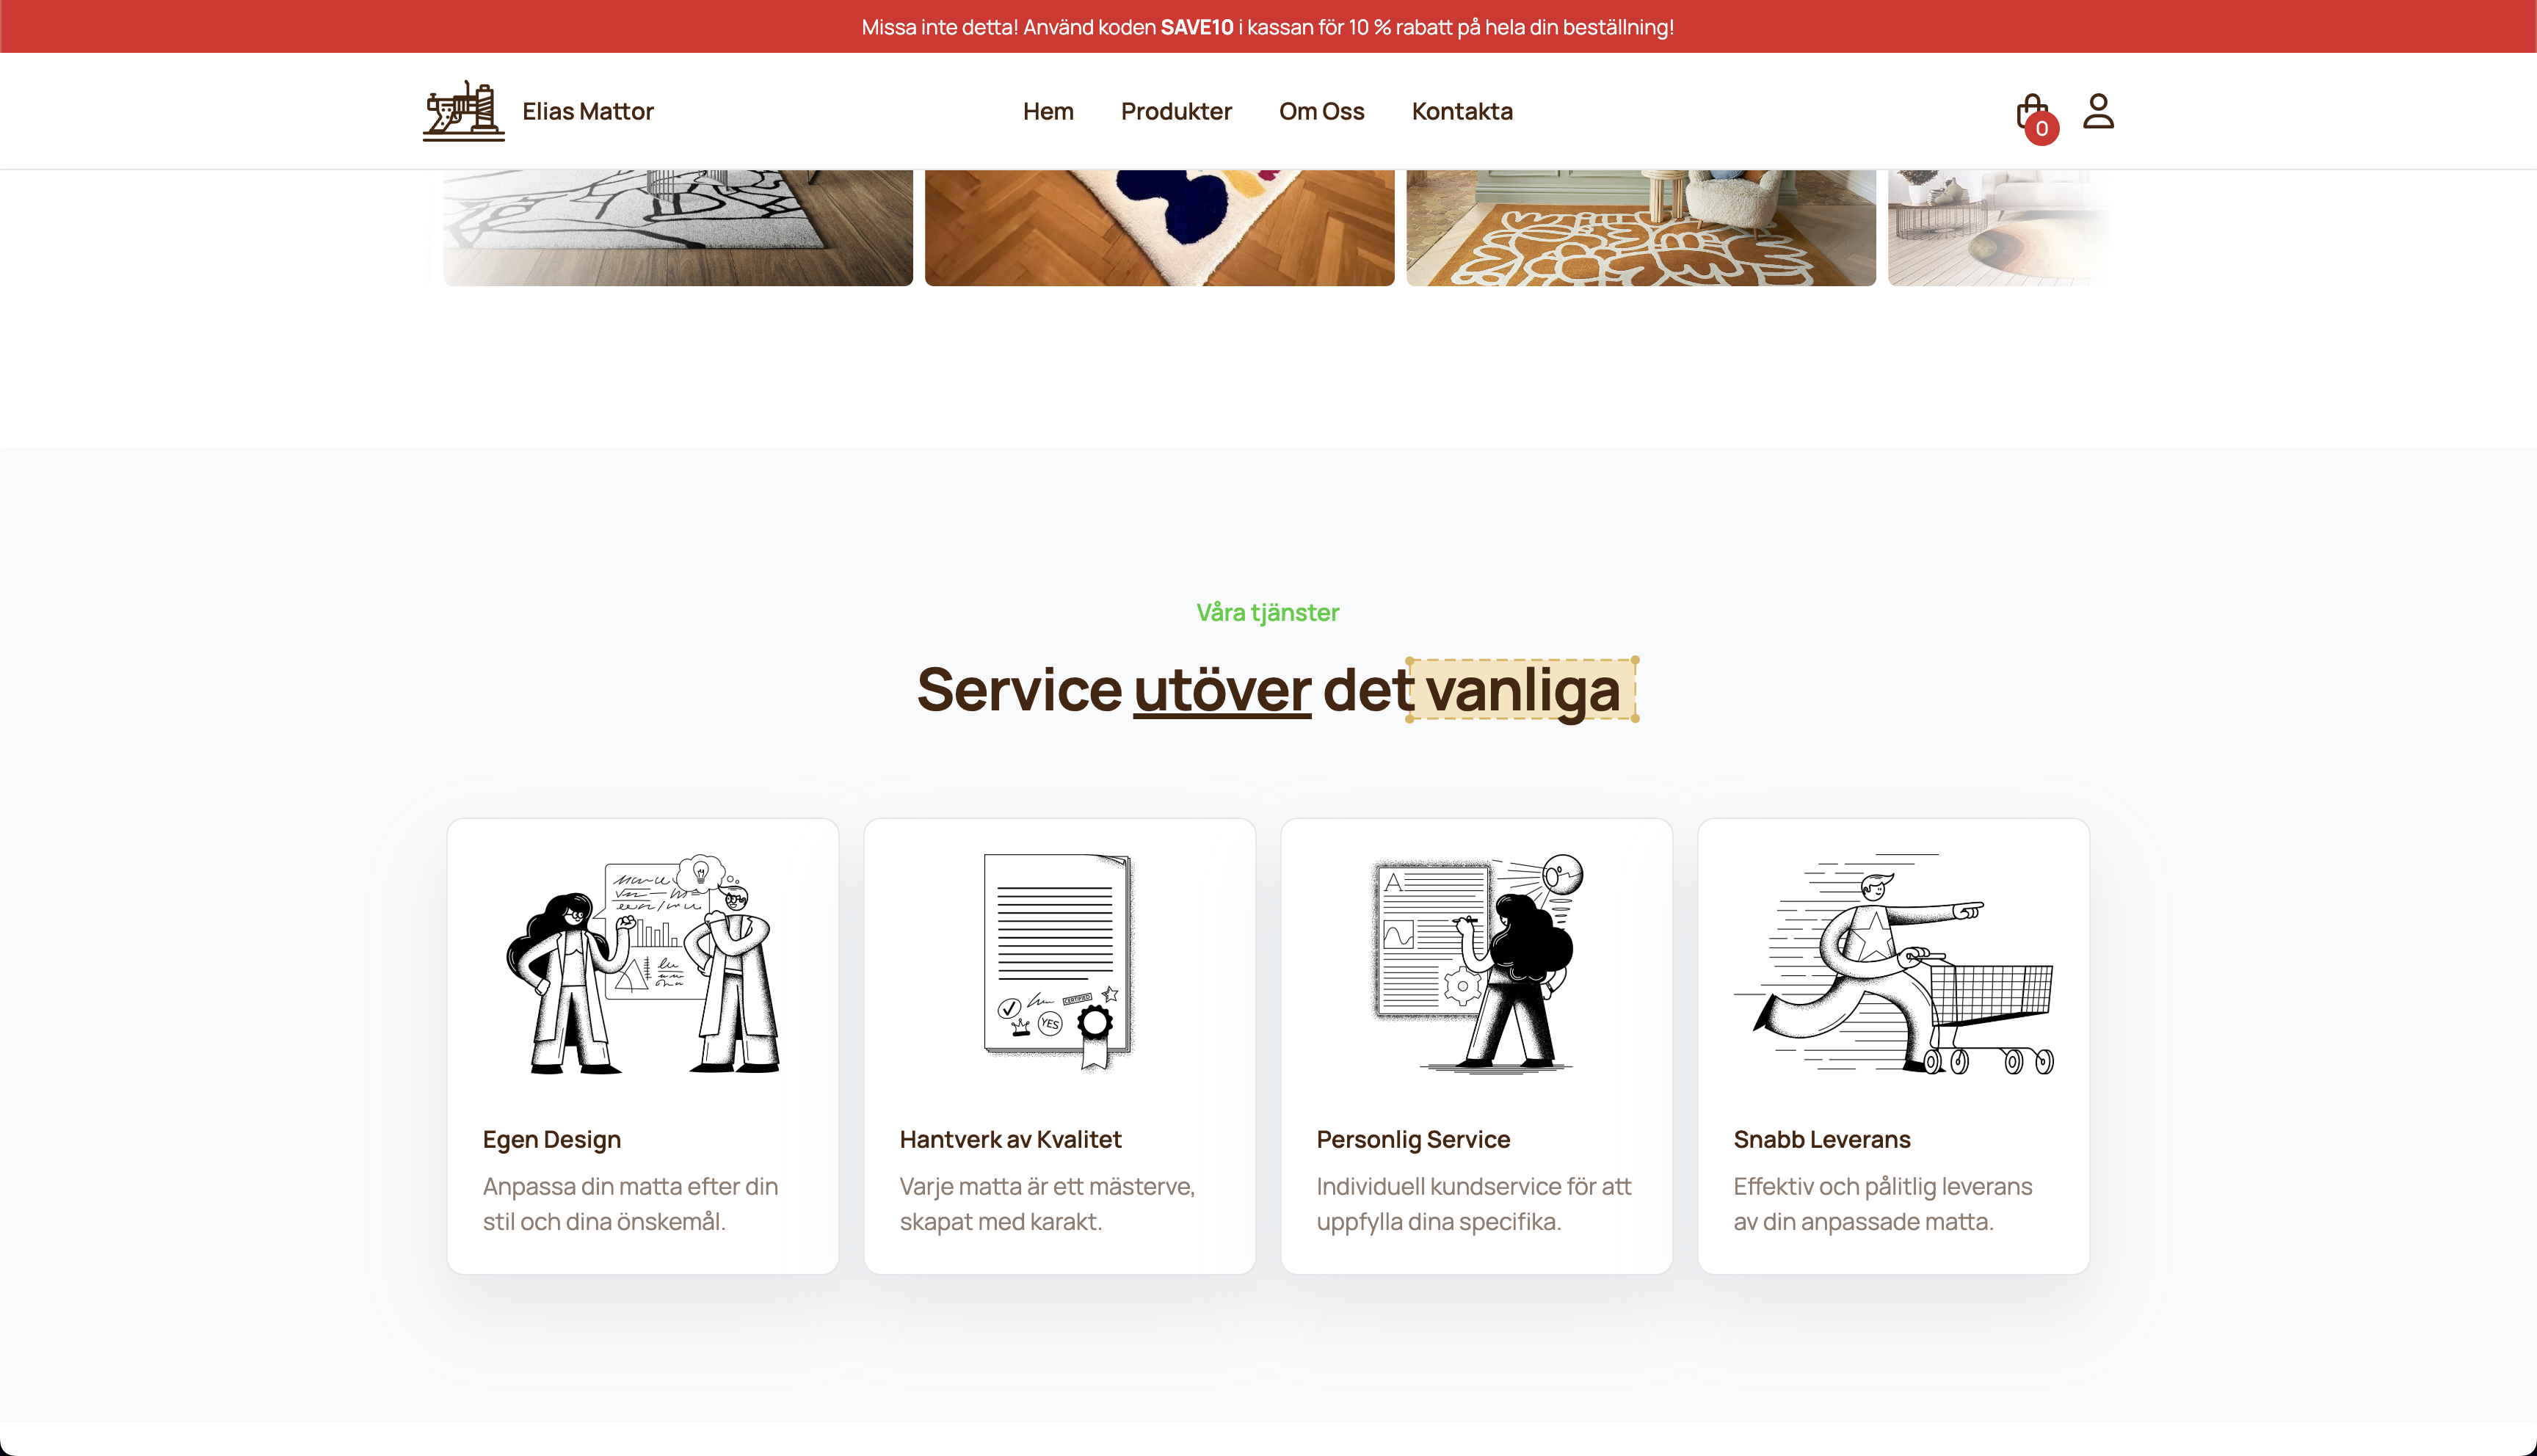 Missa inte detta! Använd koden SAVE10 i kassan för 10 % rabatt på hela din beställning!
Elias Mattor
Hem
Produkter
Om Oss
Kontakta
0
Våra tjänster
Service utöver det vanliga
A
CERTIFIED
YES
Egen Design
Anpassa din matta efter din
stil och dina önskemål.
Hantverk av Kvalitet
Varje matta är ett mästerve,
skapat med karakt.
Personlig Service
Individuell kundservice för att
uppfylla dina specifika.
Snabb Leverans
Effektiv och pålitlig leverans
av din anpassade matta.